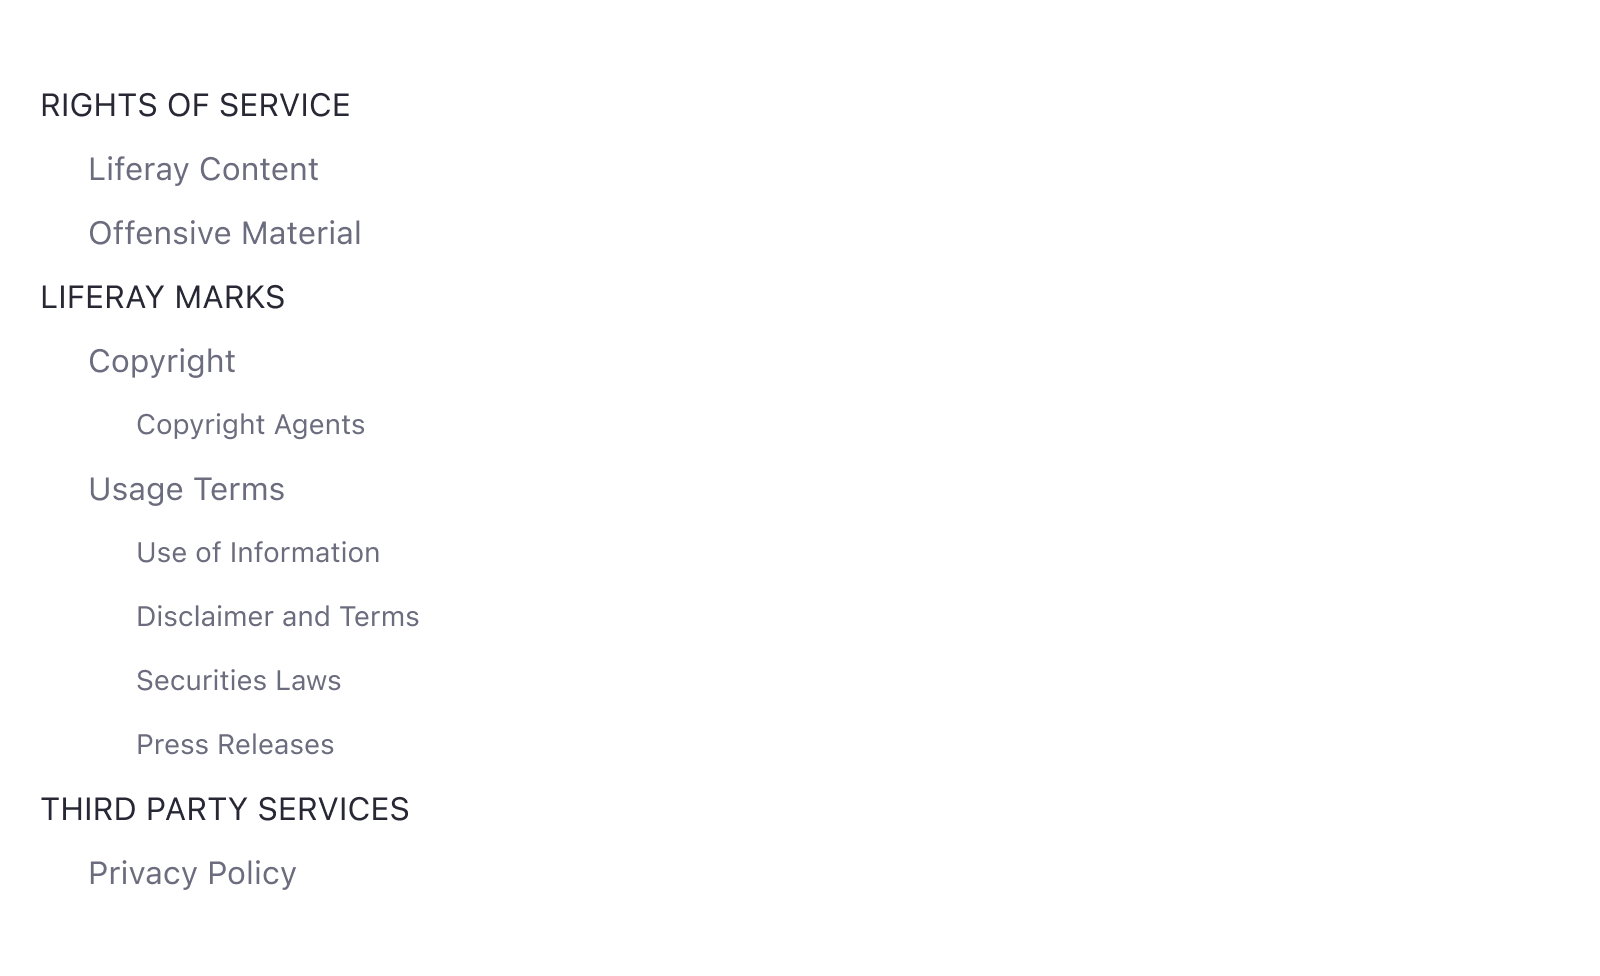 RIGHTS OF SERVICE
Liferay Content
Offensive Material
LIFERAY MARKS
Copyright
Copyright Agents
Usage Terms
Use of Information
Disclaimer and Terms
Securities Laws
Press Releases
THIRD PARTY SERVICES
Privacy Policy